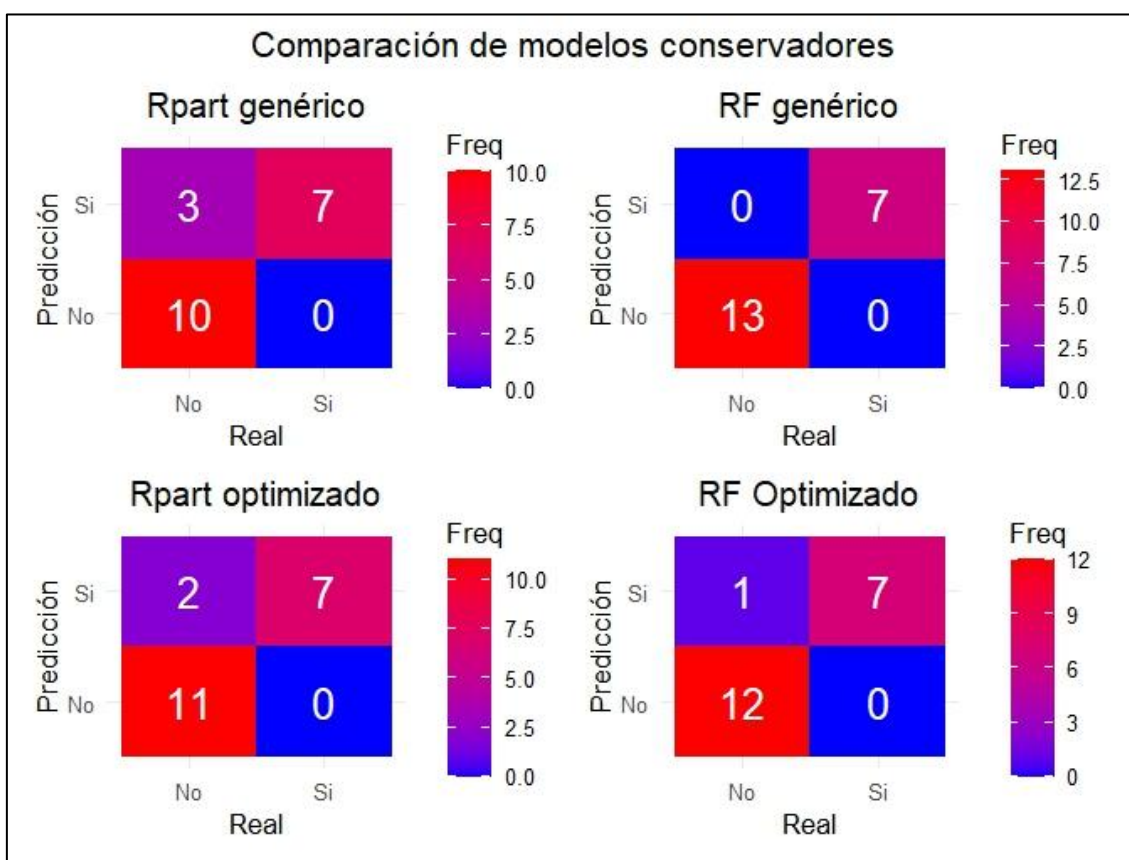 Comparación de modelos conservadores
Rpart genérico
Freq
Predicción
Si
No
3
7
10
0
10.0
7.5
5.0
2.5
0.0
No
Si
Real
RF genérico
Freq
Predicción
Si
No
0
7
13
0
12.5
10.0
7.5
5.0
2.5
0.0
No
Si
Real
Rpart optimizado
Freq
Predicción
Si
No
2
7
11
0
10.0
7.5
5.0
2.5
0.0
No
Si
Real
RF Optimizado
Freq
Predicción
Si
No
1
7
12
0
12
9
6
3
0
No
Si
Real